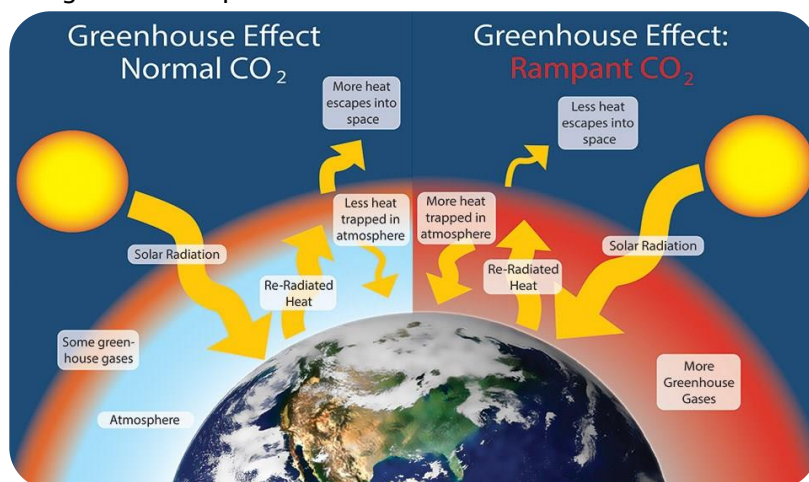 Greenhouse Effect
Normal CO₂
More heat
escapes into
space
Less heat
trapped in
atmosphere
Solar Radiation
Re-Radiated
Heat
Some green-
house gases
Atmosphere
Greenhouse Effect:
Rampant CO₂
Less heat
escapes into
space
More heat
trapped in
atmosphere
Solar Radiation
Re-Radiated
Heat
More
Greenhouse
Gases